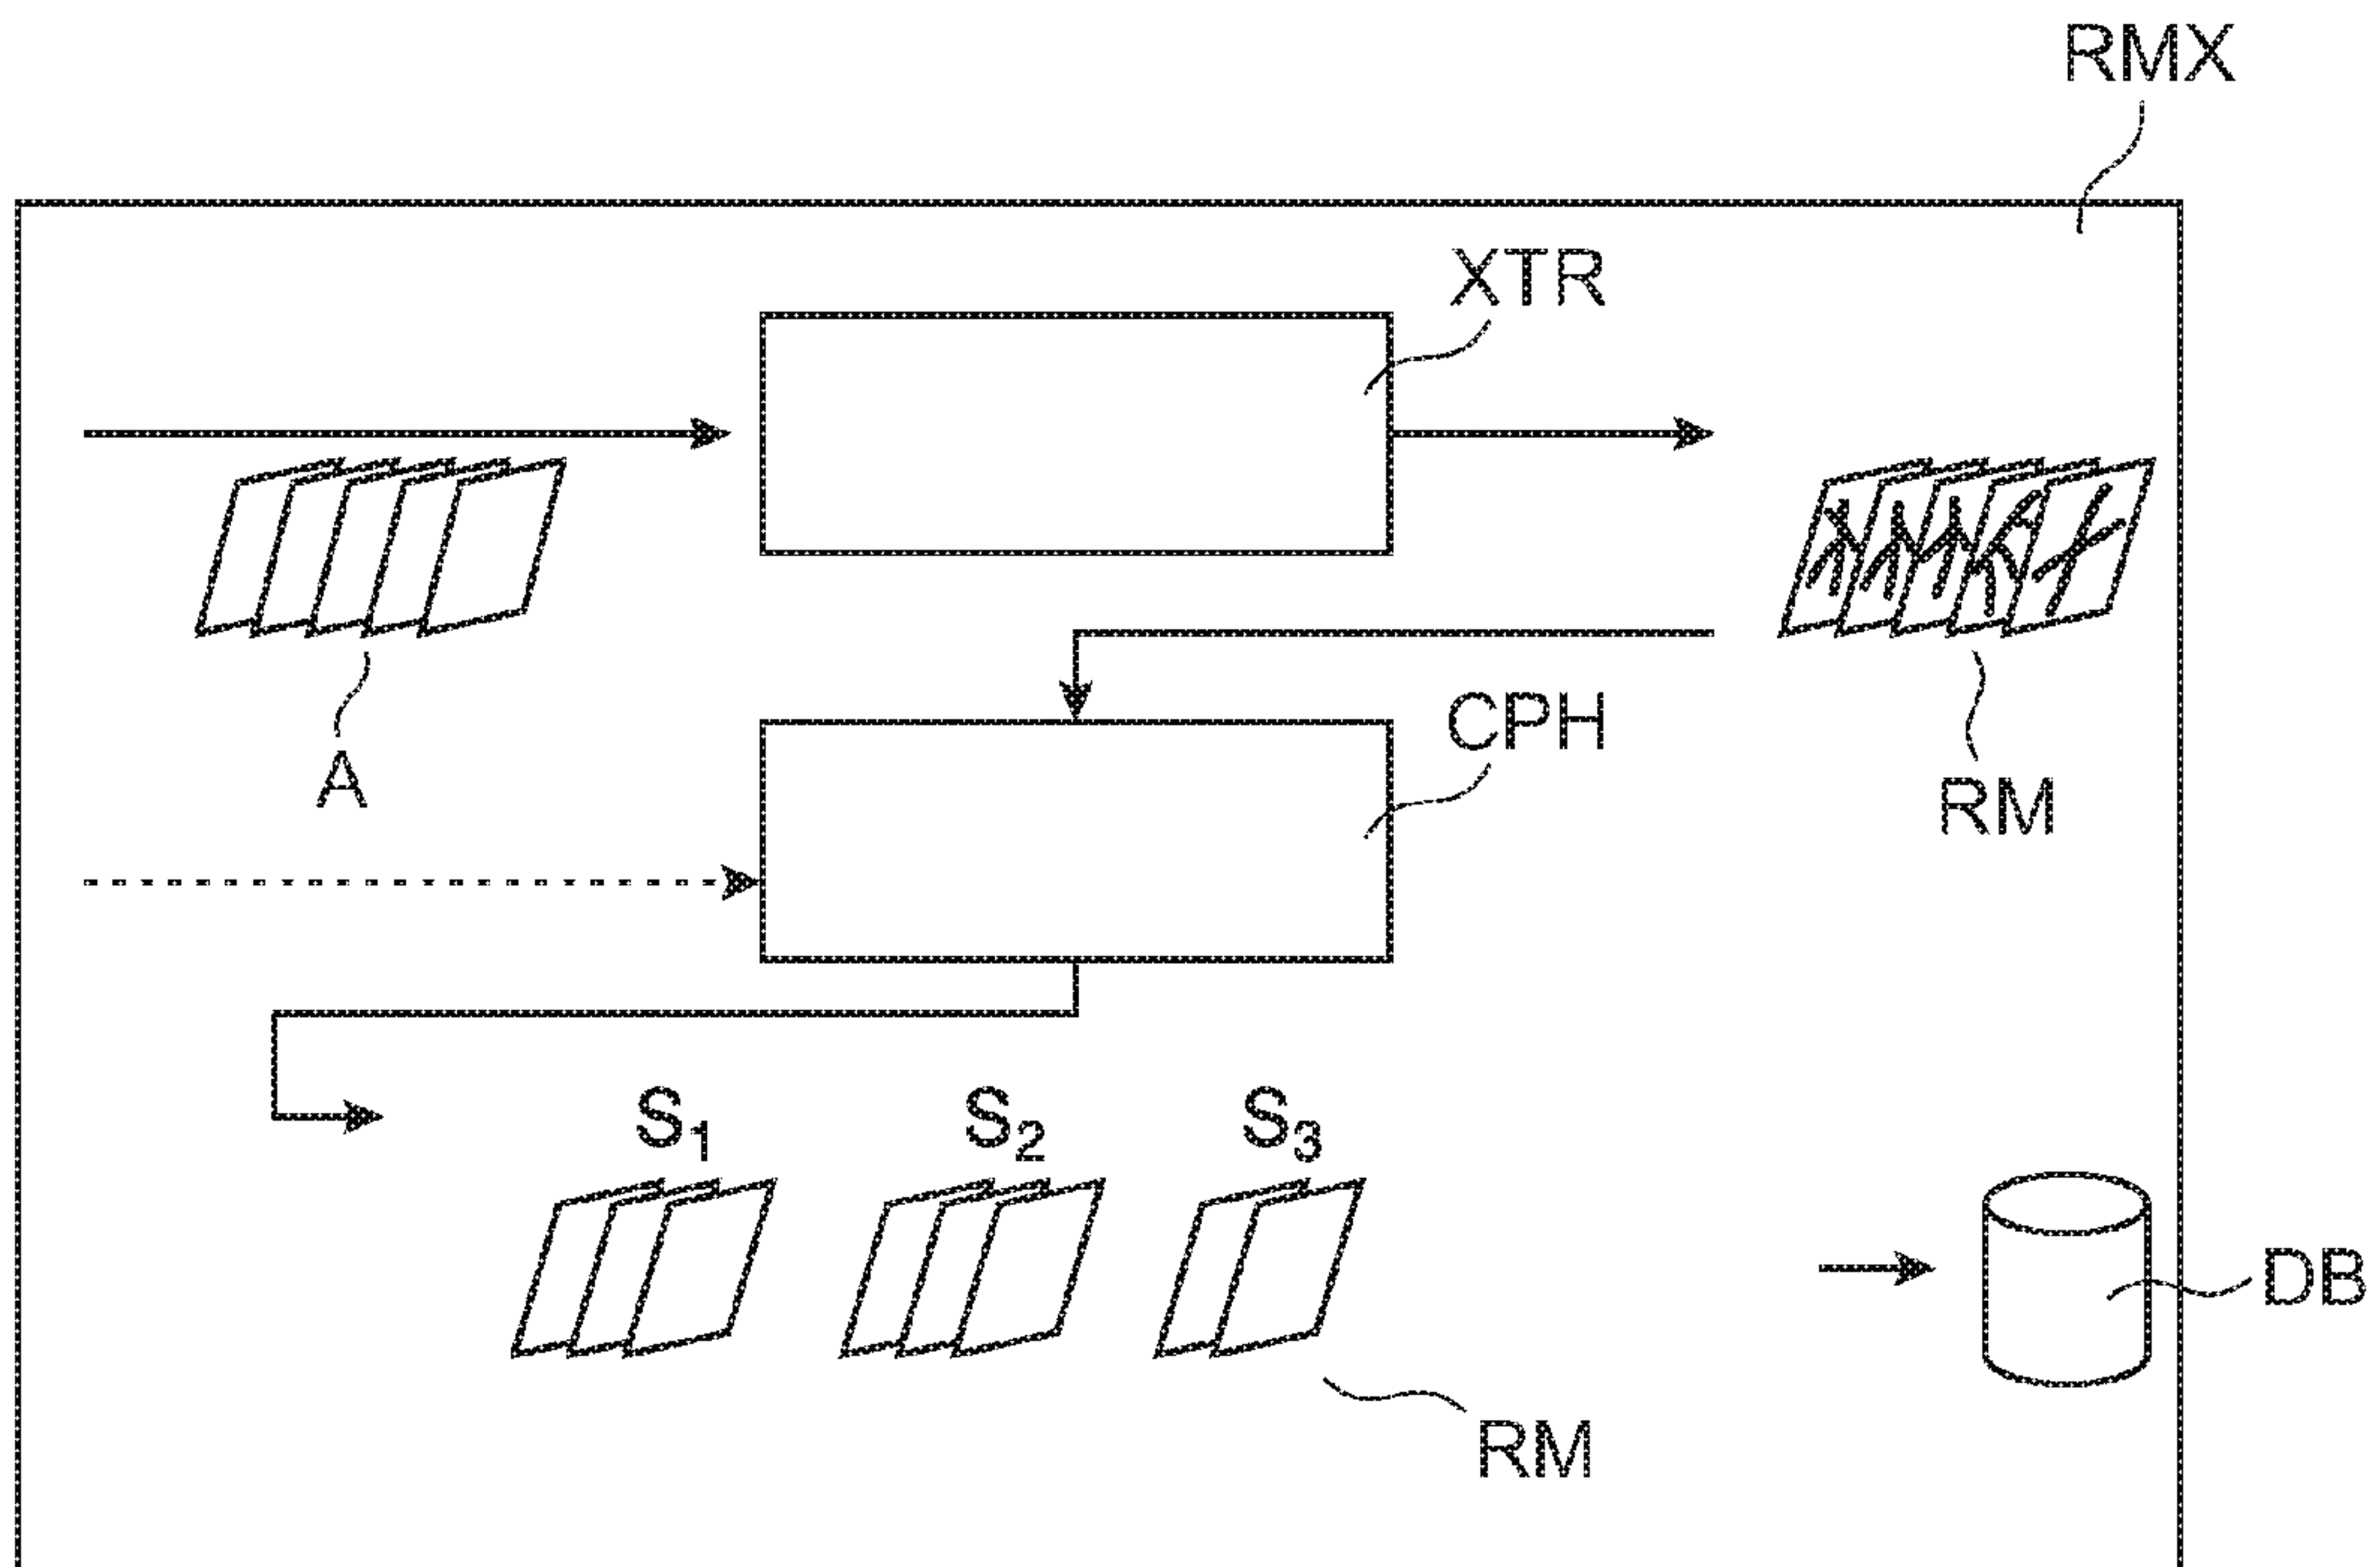 RMX
XTR
A
CPH
RM
S₁ S₂ S₃
DB
RM